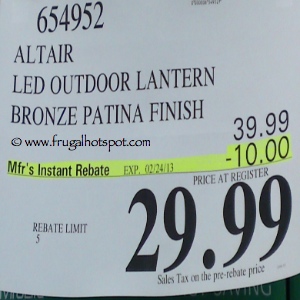 654952
ALTAIR
LED OUTDOOR LANTERN
BRONZE PATINA FINISH
www.frugalhotspot.com
39.99
Mfr's Instant Rebate EXP. 02/24/13 -10.00
PRICE AT REGISTER
REBATE LIMIT
5
29.99
Sales Tax on the pre-rebate price